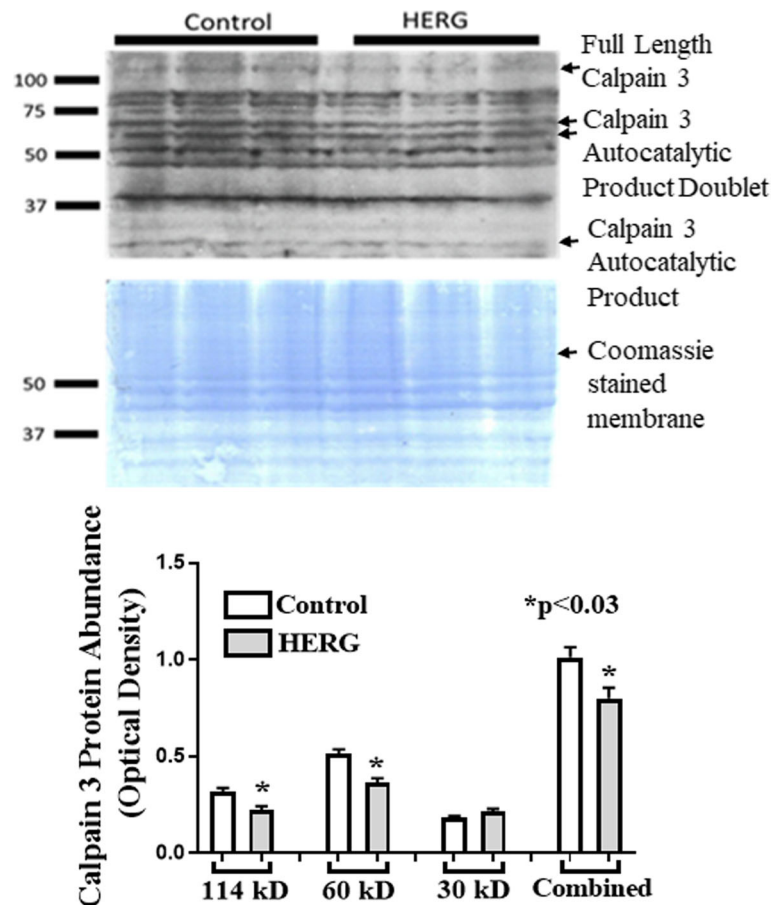 Control HERG
Full Length
Calpain 3
100
75
Calpain 3
Autocatalytic
Product Doublet
50
37
Calpain 3
Autocatalytic
Product
Coomassie
stained
membrane
50
37
Calpain 3 Protein Abundance
(Optical Density)
1.5
1.0
0.5
0.0
Control
HERG
*p<0.03
* * *
114 kD 60 kD 30 kD Combined